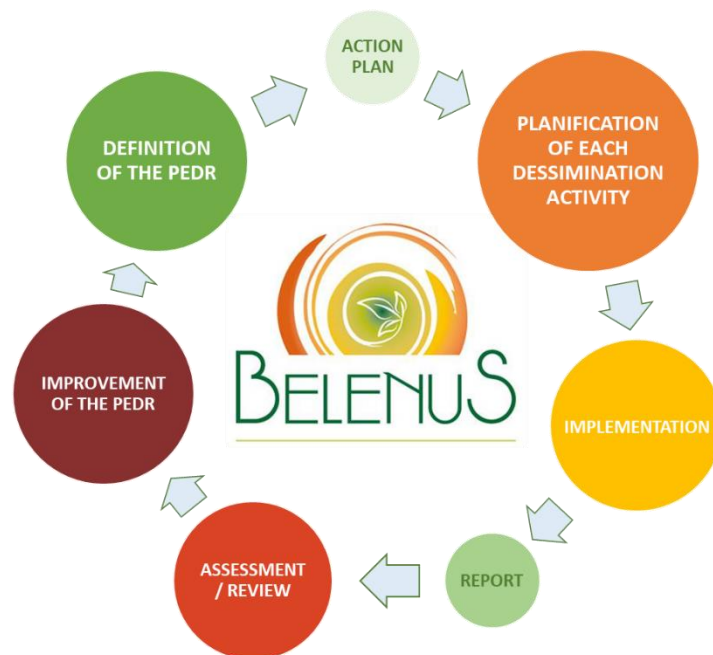 ACTION
PLAN
PLANIFICATION
OF EACH
DESSIMINATION
ACTIVITY
IMPLEMENTATION
REPORT
ASSESSMENT
/ REVIEW
IMPROVEMENT
OF THE PEDR
DEFINITION
OF THE PEDR
BELENUS